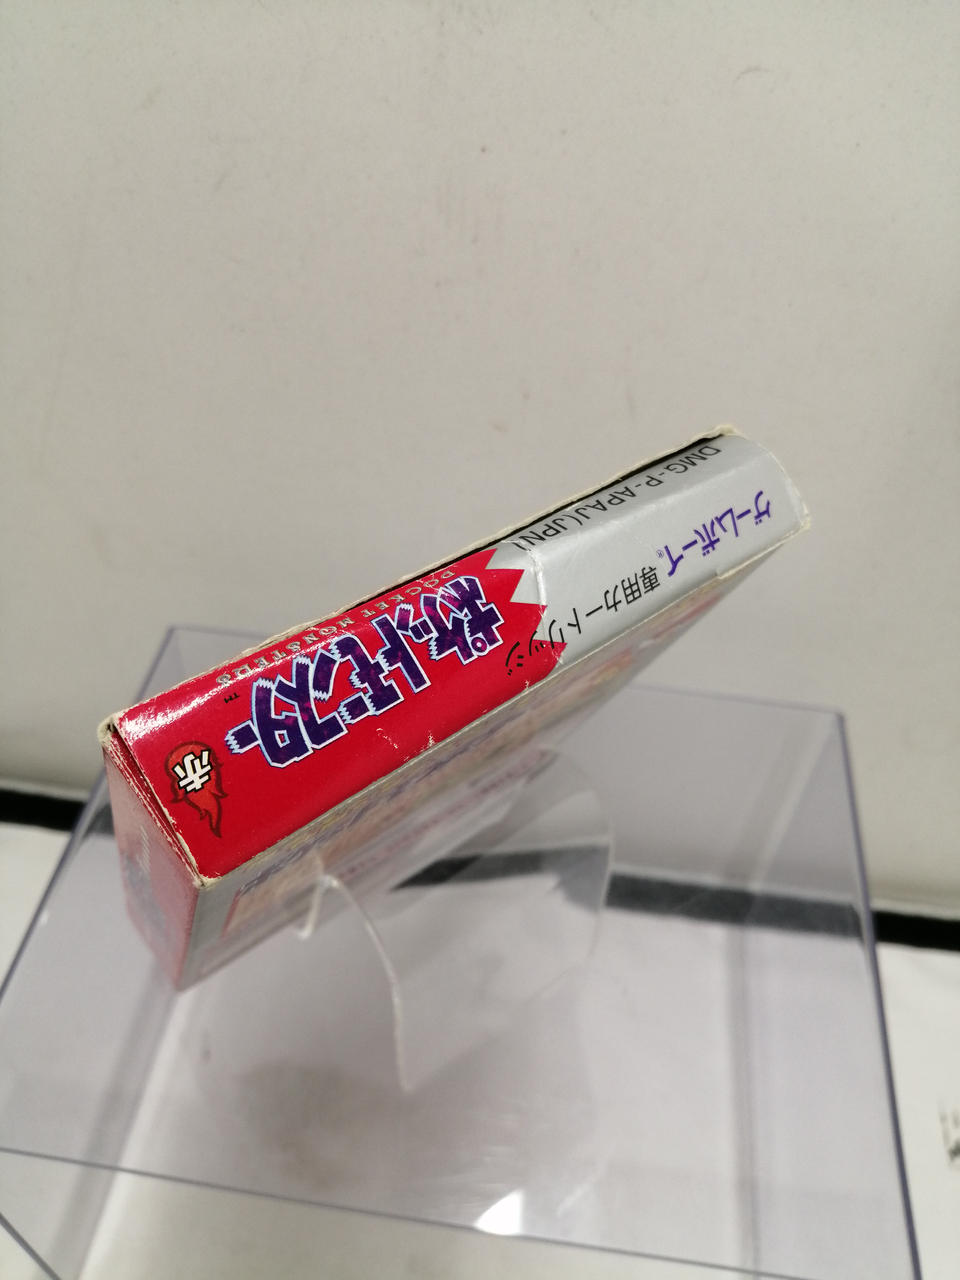 ゲームボーイ® 専用カートリッジ
DMG-P-APAJ(JPN)
ポケットモンスター
POCKET MONSTERS
TM
赤